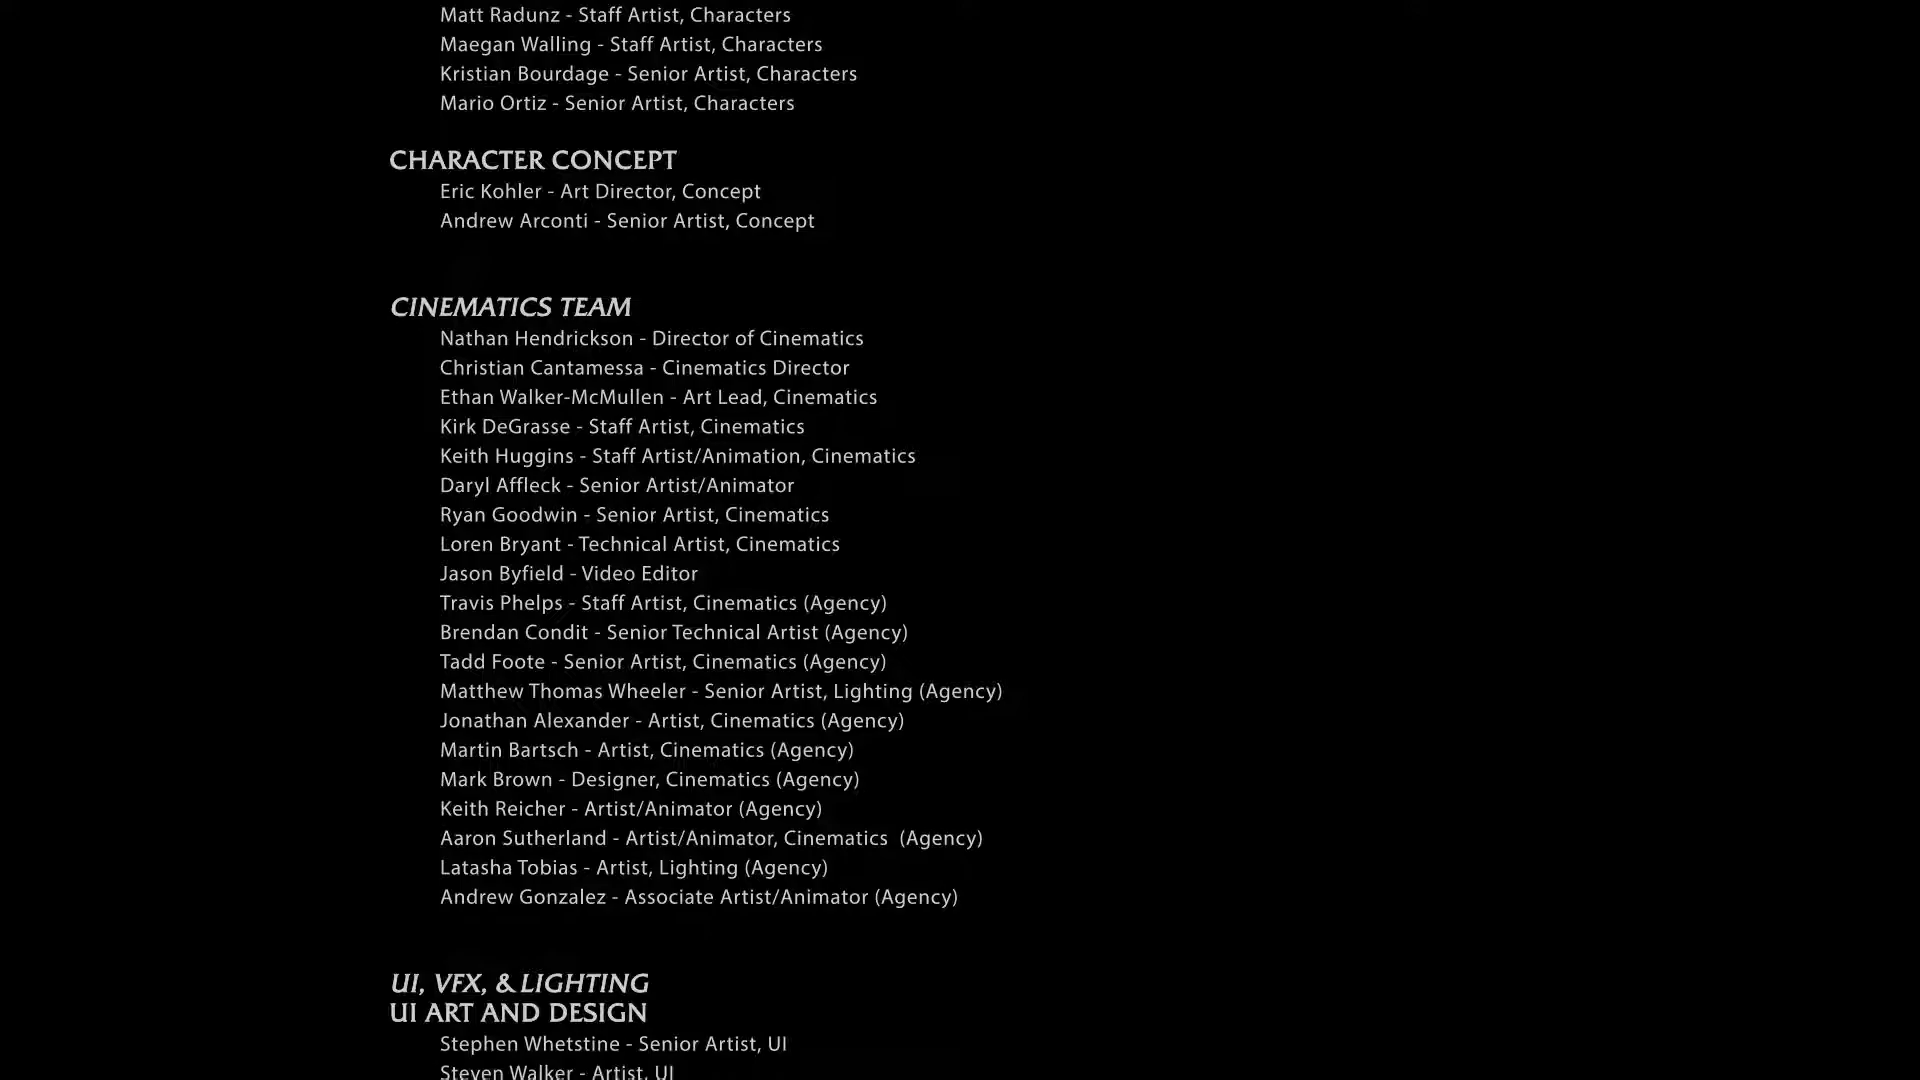 Matt Radunz - Staff Artist, Characters
Maegan Walling - Staff Artist, Characters
Kristian Bourdage - Senior Artist, Characters
Mario Ortiz - Senior Artist, Characters
CHARACTER CONCEPT
Eric Kohler - Art Director, Concept
Andrew Arconti - Senior Artist, Concept
CINEMATICS TEAM
Nathan Hendrickson - Director of Cinematics
Christian Cantamessa - Cinematics Director
Ethan Walker-McMullen - Art Lead, Cinematics
Kirk DeGrasse - Staff Artist, Cinematics
Keith Huggins - Staff Artist/Animation, Cinematics
Daryl Affleck - Senior Artist/Animator
Ryan Goodwin - Senior Artist, Cinematics
Loren Bryant - Technical Artist, Cinematics
Jason Byfield - Video Editor
Travis Phelps - Staff Artist, Cinematics (Agency)
Brendan Condit - Senior Technical Artist (Agency)
Tadd Foote - Senior Artist, Cinematics (Agency)
Matthew Thomas Wheeler - Senior Artist, Lighting (Agency)
Jonathan Alexander - Artist, Cinematics (Agency)
Martin Bartsch - Artist, Cinematics (Agency)
Mark Brown - Designer, Cinematics (Agency)
Keith Reicher - Artist/Animator (Agency)
Aaron Sutherland - Artist/Animator, Cinematics  (Agency)
Latasha Tobias - Artist, Lighting (Agency)
Andrew Gonzalez - Associate Artist/Animator (Agency)
UI, VFX, & LIGHTING
UI ART AND DESIGN
Stephen Whetstine - Senior Artist, UI
Steven Walker - Artist, UI